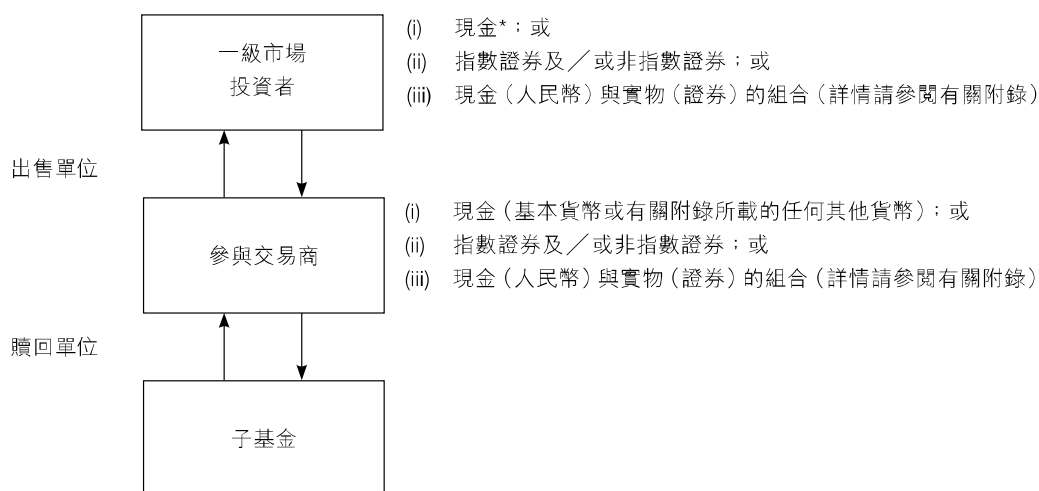 一級市場
投資者
(i) 現金*；或
(ii) 指數證券及／或非指數證券；或
(iii) 現金（人民幣）與實物（證券）的組合（詳情請參閱有關附錄）
出售單位
參與交易商
(i) 現金（基本貨幣或有關附錄所載的任何其他貨幣）；或
(ii) 指數證券及／或非指數證券；或
(iii) 現金（人民幣）與實物（證券）的組合（詳情請參閱有關附錄）
贖回單位
子基金